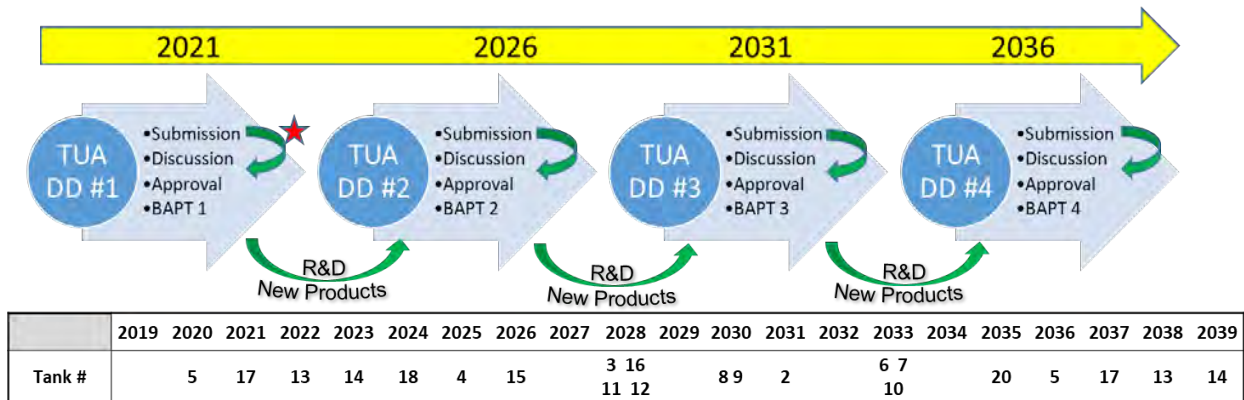 2021 2026 2031 2036
TUA
DD #1
•Submission
•Discussion
•Approval
•BAPT 1
TUA
DD #2
•Submission
•Discussion
•Approval
•BAPT 2
TUA
DD #3
•Submission
•Discussion
•Approval
•BAPT 3
TUA
DD #4
•Submission
•Discussion
•Approval
•BAPT 4
R&D
New Products
R&D
New Products
R&D
New Products
2019 2020 2021 2022 2023 2024 2025 2026 2027 2028 2029 2030 2031 2032 2033 2034 2035 2036 2037 2038 2039
Tank # 5 17 13 14 18 4 15 3 16 8 9 2 6 7 20 5 17 13 14
11 12 10